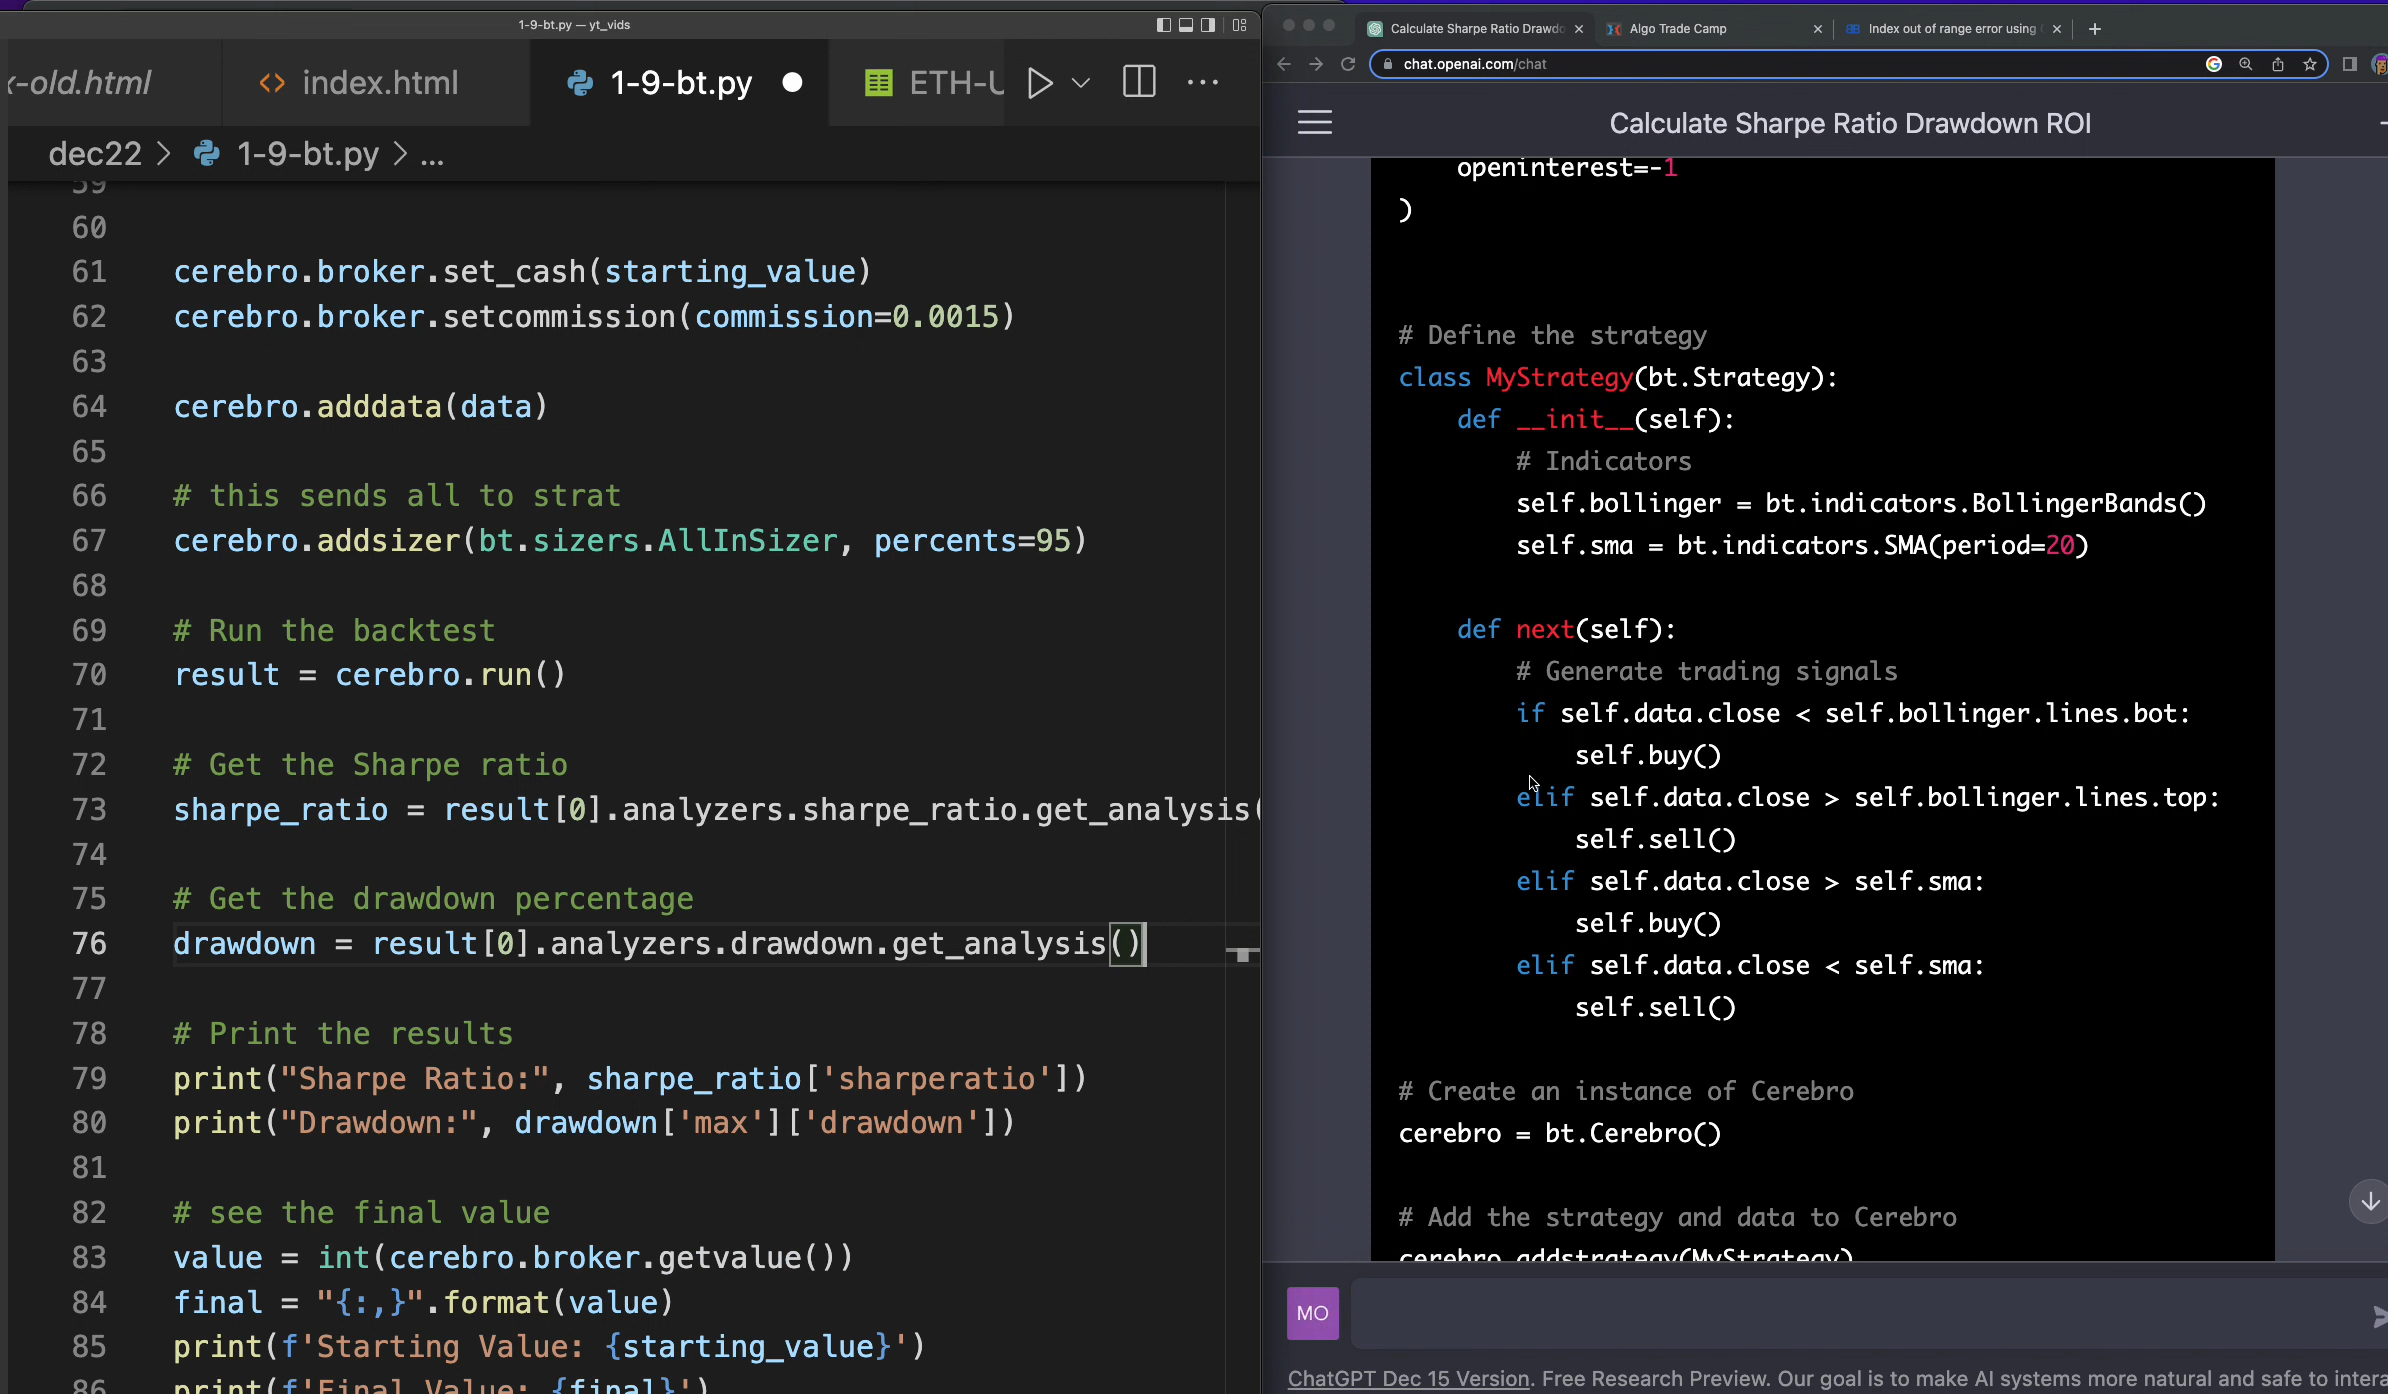 1-9-bt.py — yt_vids
-old.html
index.html
1-9-bt.py
ETH-U
dec22 > 1-9-bt.py > ...
59
60
61 cerebro.broker.set_cash(starting_value)
62 cerebro.broker.setcommission(commission=0.0015)
63
64 cerebro.adddata(data)
65
66 # this sends all to strat
67 cerebro.addsizer(bt.sizers.AllInSizer, percents=95)
68
69 # Run the backtest
70 result = cerebro.run()
71
72 # Get the Sharpe ratio
73 sharpe_ratio = result[0].analyzers.sharpe_ratio.get_analysis(
74
75 # Get the drawdown percentage
76 drawdown = result[0].analyzers.drawdown.get_analysis()
77
78 # Print the results
79 print("Sharpe Ratio:", sharpe_ratio['sharperatio'])
80 print("Drawdown:", drawdown['max']['drawdown'])
81
82 # see the final value
83 value = int(cerebro.broker.getvalue())
84 final = "{:,}".format(value)
85 print(f'Starting Value: {starting_value}')
86 print(f'Final Value: {final}')
Calculate Sharpe Ratio Drawdo
Algo Trade Camp
Index out of range error using
chat.openai.com/chat
Calculate Sharpe Ratio Drawdown ROI
openinterest=-1
)
# Define the strategy
class MyStrategy(bt.Strategy):
def __init__(self):
# Indicators
self.bollinger = bt.indicators.BollingerBands()
self.sma = bt.indicators.SMA(period=20)
def next(self):
# Generate trading signals
if self.data.close < self.bollinger.lines.bot:
self.buy()
elif self.data.close > self.bollinger.lines.top:
self.sell()
elif self.data.close > self.sma:
self.buy()
elif self.data.close < self.sma:
self.sell()
# Create an instance of Cerebro
cerebro = bt.Cerebro()
# Add the strategy and data to Cerebro
cerebro.addstrategy(MyStrategy)
MO
ChatGPT Dec 15 Version. Free Research Preview. Our goal is to make AI systems more natural and safe to intera